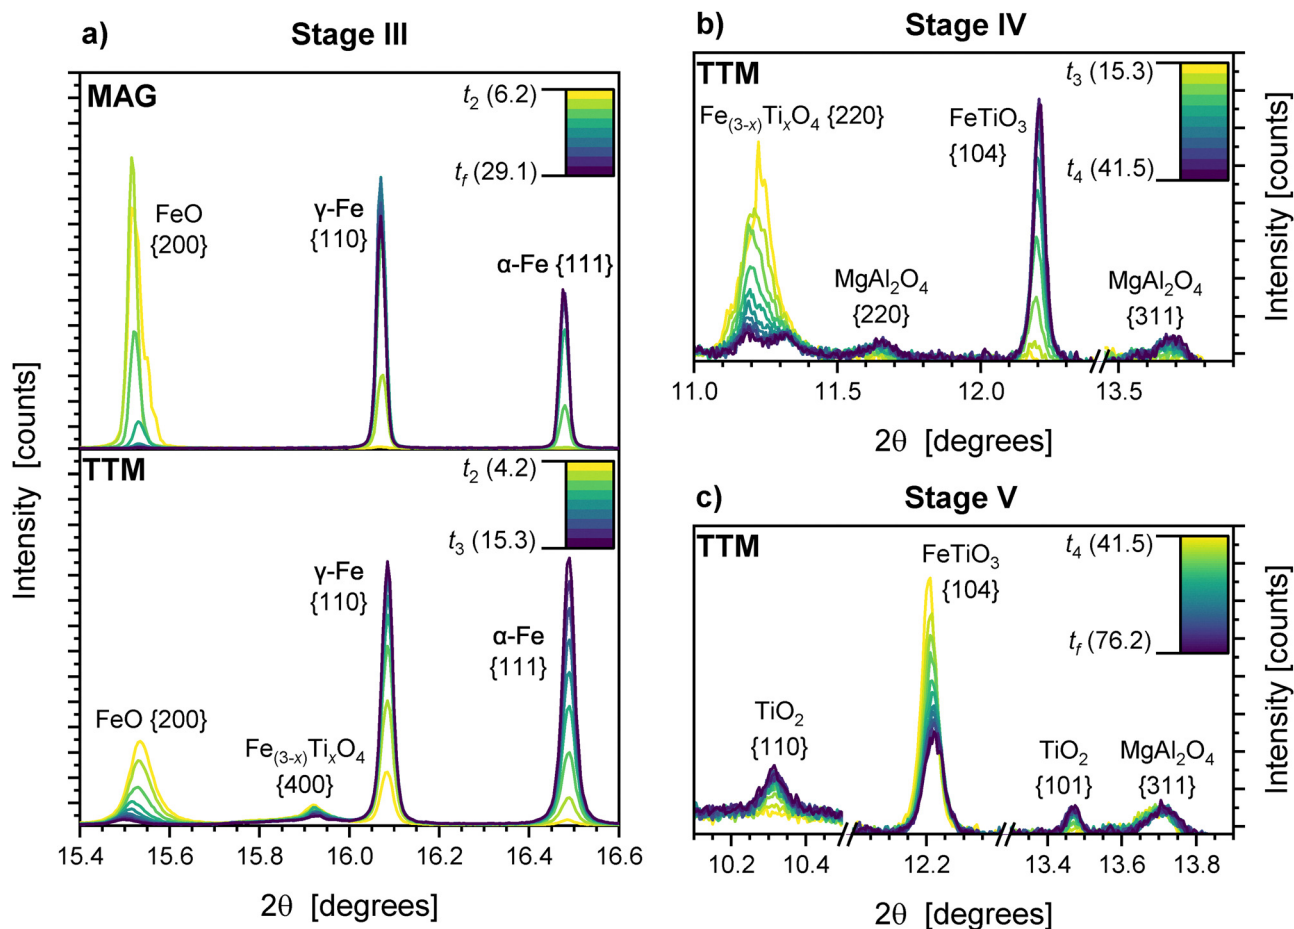 a)
Stage III
MAG
t₂ (6.2)
t_f (29.1)
FeO
{200}
γ-Fe
{110}
α-Fe {111}
TTM
t₂ (4.2)
t₃ (15.3)
γ-Fe
{110}
α-Fe
{111}
FeO {200}
Fe₍₃₋ₓ₎TiₓO₄
{400}
15.4 15.6 15.8 16.0 16.2 16.4 16.6
2θ [degrees]
Intensity [counts]
b)
Stage IV
TTM
t₃ (15.3)
t₄ (41.5)
Fe₍₃₋ₓ₎TiₓO₄ {220}
FeTiO₃
{104}
MgAl₂O₄
{220}
MgAl₂O₄
{311}
11.0 11.5 12.0 13.5
2θ [degrees]
Intensity [counts]
c)
Stage V
TTM
t₄ (41.5)
t_f (76.2)
FeTiO₃
{104}
TiO₂
{110}
TiO₂
{101}
MgAl₂O₄
{311}
10.2 10.4 12.2 13.4 13.6 13.8
2θ [degrees]
Intensity [counts]